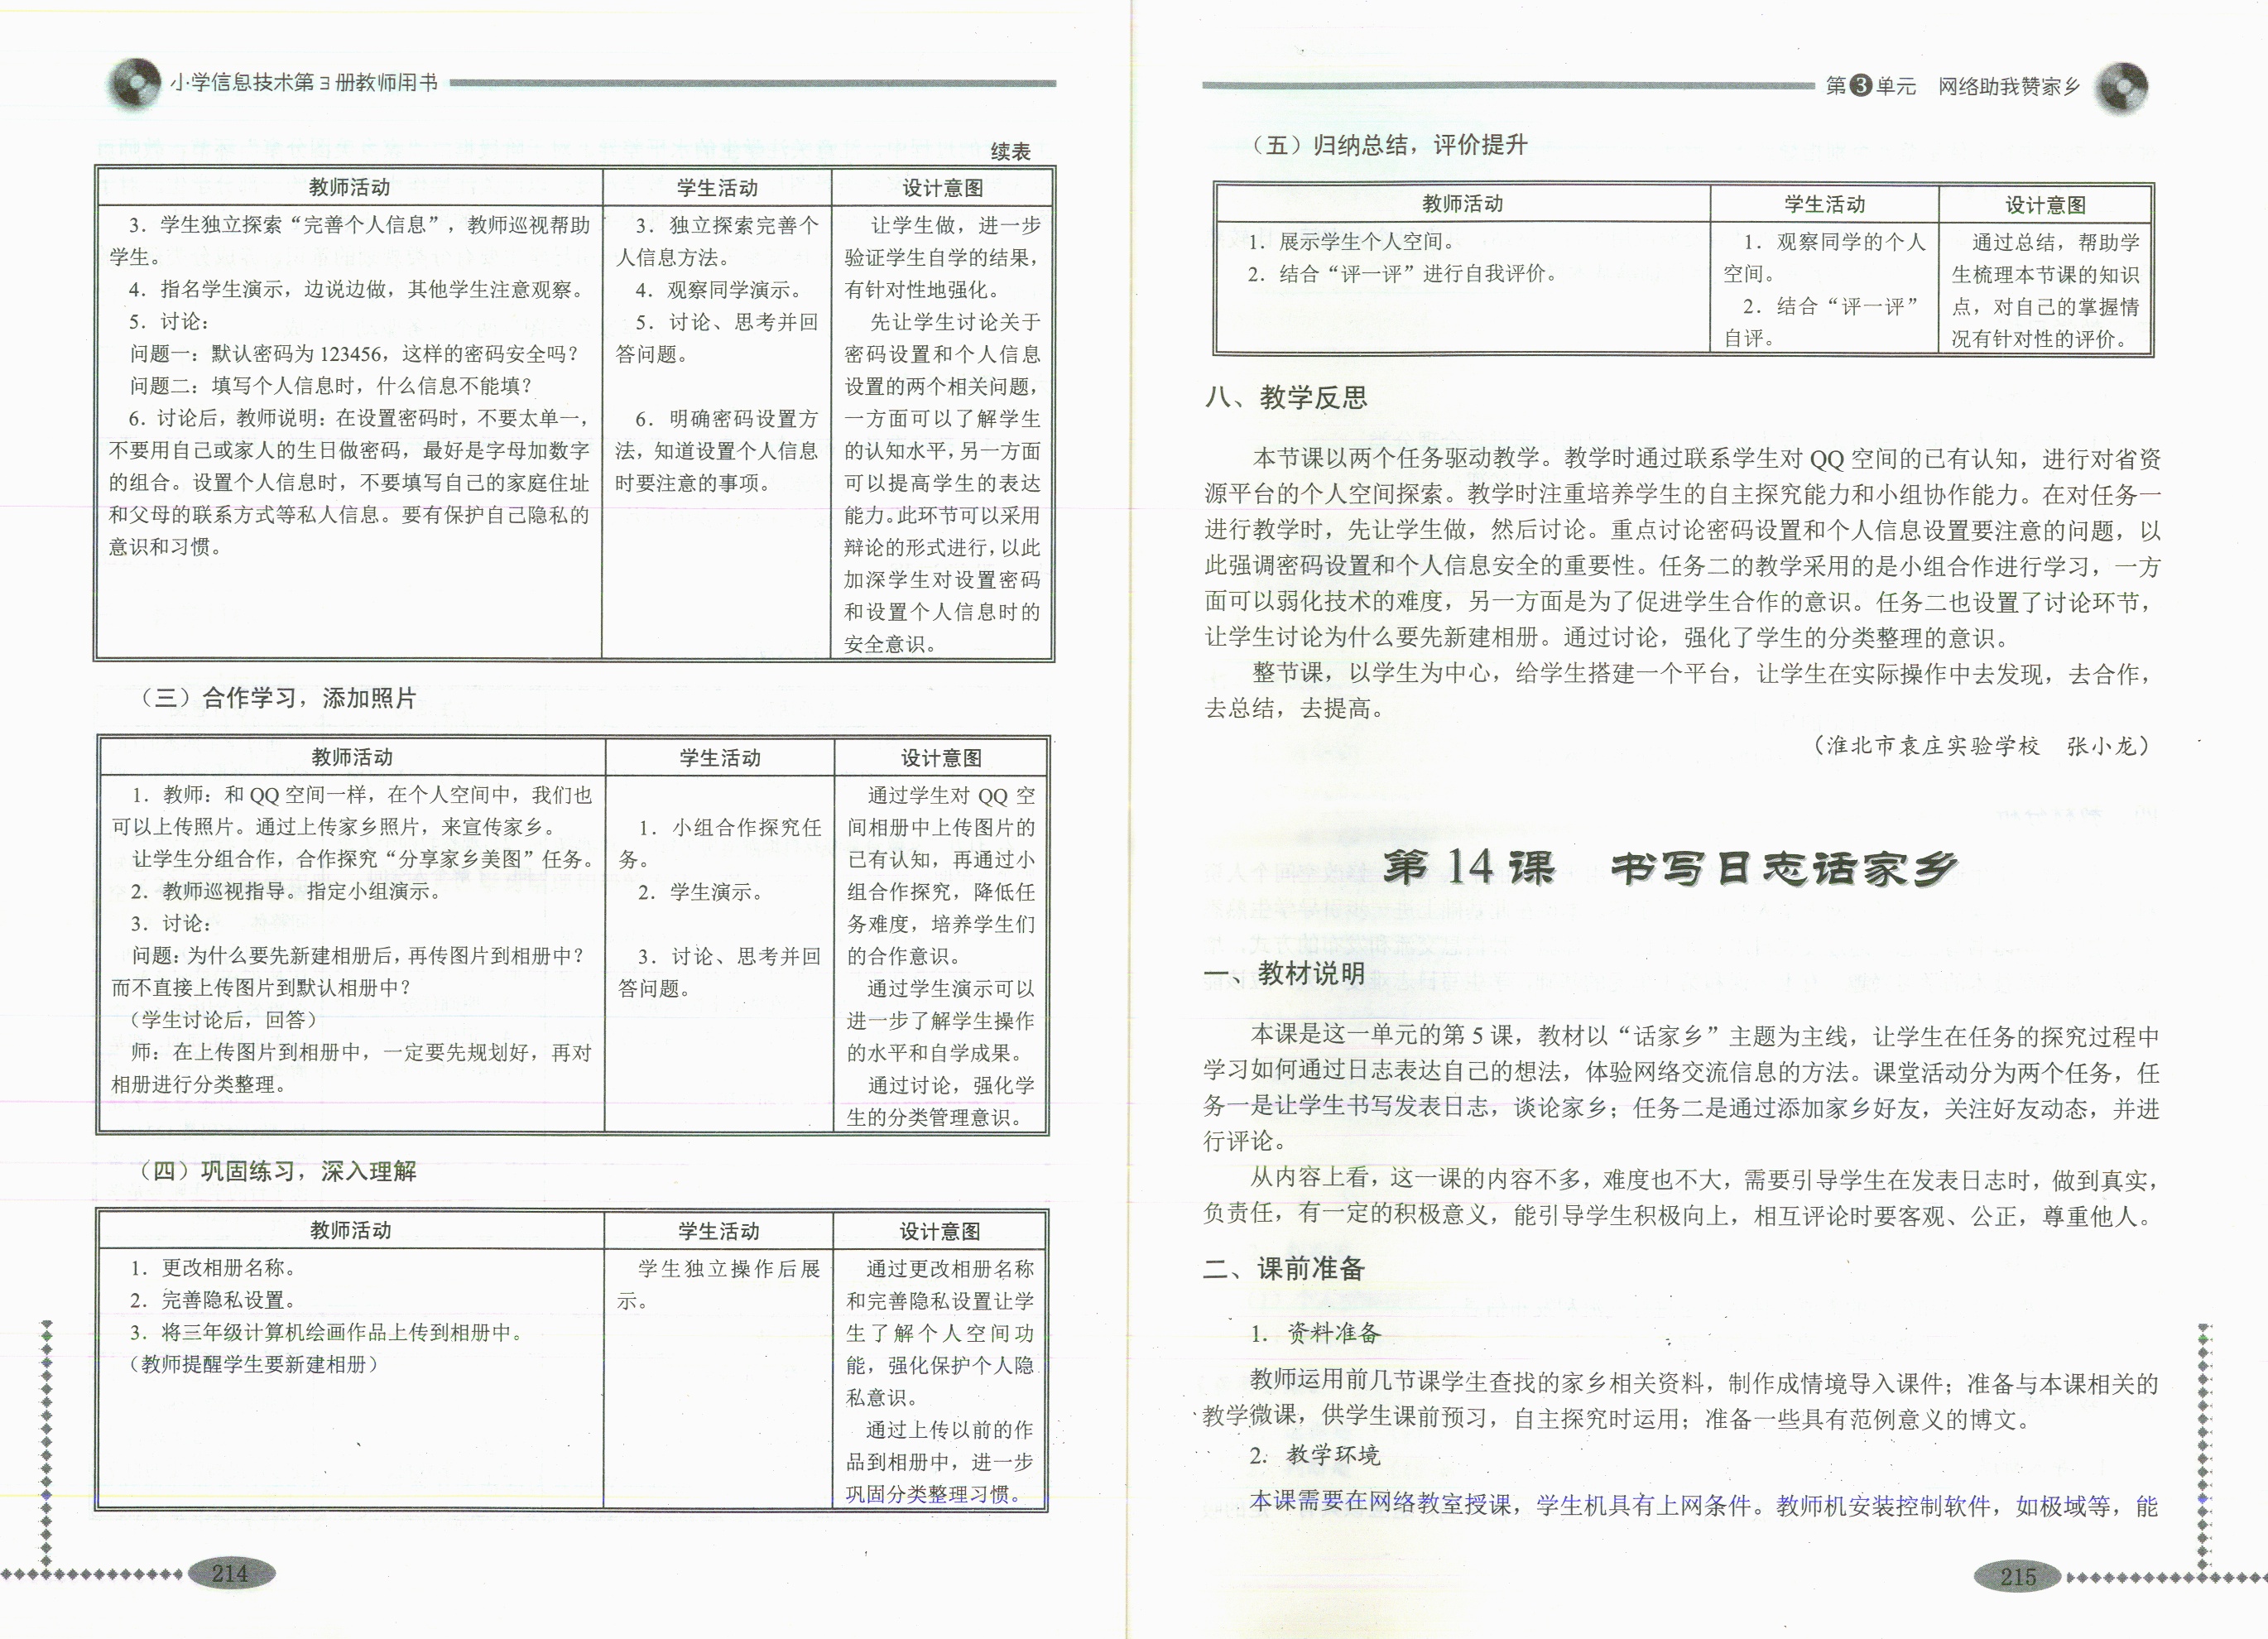 小学信息技术第3册教师用书
续表
教师活动
学生活动
设计意图
3. 学生独立探索“完善个人信息”，教师巡视帮助
学生。
4. 指名学生演示，边说边做，其他学生注意观察。
5. 讨论：
问题一：默认密码为 123456，这样的密码安全吗？
问题二：填写个人信息时，什么信息不能填？
6. 讨论后，教师说明：在设置密码时，不要太单一，
不要用自己或家人的生日做密码，最好是字母加数字
的组合。设置个人信息时，不要填写自己的家庭住址
和父母的联系方式等私人信息。要有保护自己隐私的
意识和习惯。
3. 独立探索完善个
人信息方法。
4. 观察同学演示。
5. 讨论、思考并回
答问题。
6. 明确密码设置方
法，知道设置个人信息
时要注意的事项。
让学生做，进一步
验证学生自学的结果，
有针对性地强化。
先让学生讨论关于
密码设置和个人信息
设置的两个相关问题，
一方面可以了解学生
的认知水平，另一方面
可以提高学生的表达
能力。此环节可以采用
辩论的形式进行，以此
加深学生对设置密码
和设置个人信息时的
安全意识。
（三）合作学习，添加照片
教师活动
学生活动
设计意图
1. 教师：和 QQ 空间一样，在个人空间中，我们也
可以上传照片。通过上传家乡照片，来宣传家乡。
让学生分组合作，合作探究“分享家乡美图”任务。
2. 教师巡视指导。指定小组演示。
3. 讨论：
问题：为什么要先新建相册后，再传图片到相册中？
而不直接上传图片到默认相册中？
（学生讨论后，回答）
师：在上传图片到相册中，一定要先规划好，再对
相册进行分类整理。
1. 小组合作探究任
务。
2. 学生演示。
3. 讨论、思考并回
答问题。
通过学生对 QQ 空
间相册中上传图片的
已有认知，再通过小
组合作探究，降低任
务难度，培养学生们
的合作意识。
通过学生演示可以
进一步了解学生操作
的水平和自学成果。
通过讨论，强化学
生的分类管理意识。
（四）巩固练习，深入理解
教师活动
学生活动
设计意图
1. 更改相册名称。
2. 完善隐私设置。
3. 将三年级计算机绘画作品上传到相册中。
（教师提醒学生要新建相册）
学生独立操作后展
示。
通过更改相册名称
和完善隐私设置让学
生了解个人空间功
能，强化保护个人隐
私意识。
通过上传以前的作
品到相册中，进一步
巩固分类整理习惯。
214
第3单元　网络助我赞家乡
（五）归纳总结，评价提升
教师活动
学生活动
设计意图
1. 展示学生个人空间。
2. 结合“评一评”进行自我评价。
1. 观察同学的个人
空间。
2. 结合“评一评”
自评。
通过总结，帮助学
生梳理本节课的知识
点，对自己的掌握情
况有针对性的评价。
八、教学反思
本节课以两个任务驱动教学。教学时通过联系学生对 QQ 空间的已有认知，进行对省资
源平台的个人空间探索。教学时注重培养学生的自主探究能力和小组协作能力。在对任务一
进行教学时，先让学生做，然后讨论。重点讨论密码设置和个人信息设置要注意的问题，以
此强调密码设置和个人信息安全的重要性。任务二的教学采用的是小组合作进行学习，一方
面可以弱化技术的难度，另一方面是为了促进学生合作的意识。任务二也设置了讨论环节，
让学生讨论为什么要先新建相册。通过讨论，强化了学生的分类整理的意识。
整节课，以学生为中心，给学生搭建一个平台，让学生在实际操作中去发现，去合作，
去总结，去提高。
（淮北市袁庄实验学校　张小龙）
第 14 课　书写日志话家乡
一、教材说明
本课是这一单元的第 5 课，教材以“话家乡”主题为主线，让学生在任务的探究过程中
学习如何通过日志表达自己的想法，体验网络交流信息的方法。课堂活动分为两个任务，任
务一是让学生书写发表日志，谈论家乡；任务二是通过添加家乡好友，关注好友动态，并进
行评论。
从内容上看，这一课的内容不多，难度也不大，需要引导学生在发表日志时，做到真实，
负责任，有一定的积极意义，能引导学生积极向上，相互评论时要客观、公正，尊重他人。
二、课前准备
1. 资料准备
教师运用前几节课学生查找的家乡相关资料，制作成情境导入课件；准备与本课相关的
教学微课，供学生课前预习，自主探究时运用；准备一些具有范例意义的博文。
2. 教学环境
本课需要在网络教室授课，学生机具有上网条件。教师机安装控制软件，如极域等，能
215